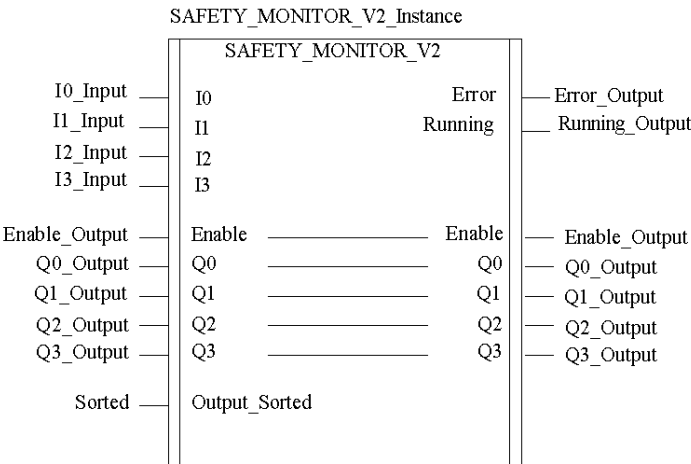 SAFETY_MONITOR_V2_Instance
SAFETY_MONITOR_V2
I0_Input I0 Error Error_Output
I1_Input I1 Running Running_Output
I2_Input I2
I3_Input I3
Enable_Output Enable Enable Enable_Output
Q0_Output Q0 Q0 Q0_Output
Q1_Output Q1 Q1 Q1_Output
Q2_Output Q2 Q2 Q2_Output
Q3_Output Q3 Q3 Q3_Output
Sorted Output_Sorted